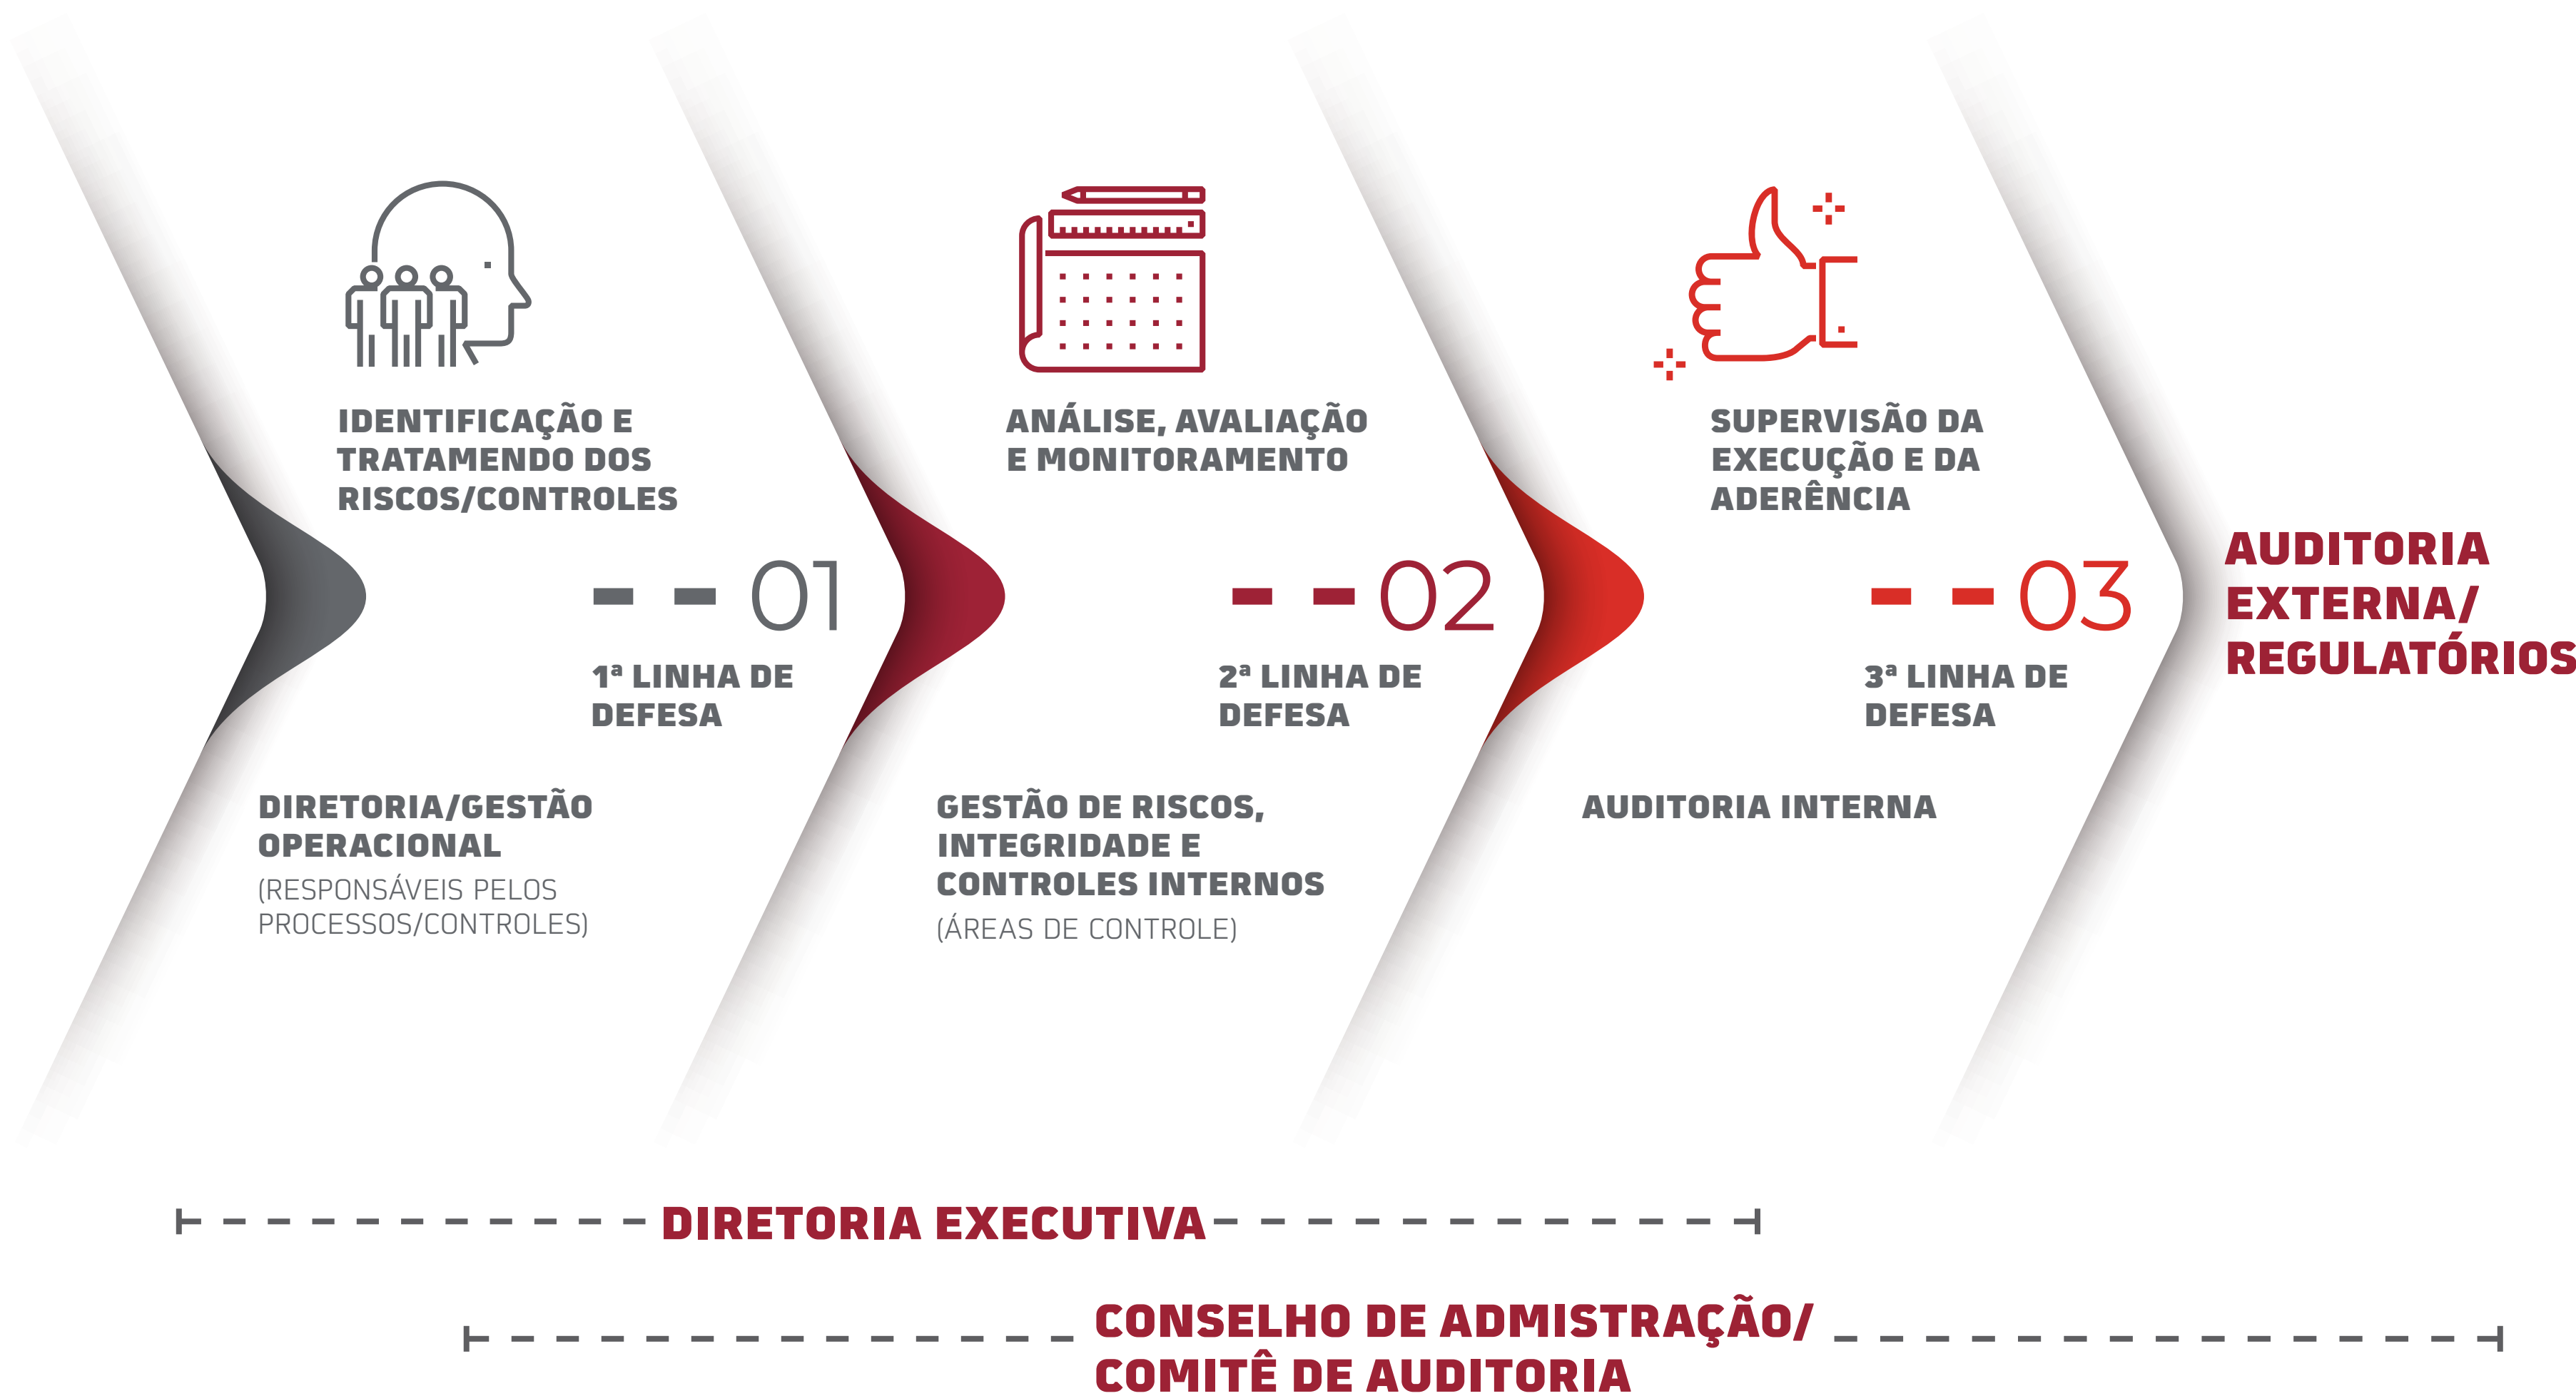 IDENTIFICAÇÃO E
TRATAMENDO DOS
RISCOS/CONTROLES
01
1ª LINHA DE
DEFESA
DIRETORIA/GESTÃO
OPERACIONAL
(RESPONSÁVEIS PELOS
PROCESSOS/CONTROLES)
ANÁLISE, AVALIAÇÃO
E MONITORAMENTO
02
2ª LINHA DE
DEFESA
GESTÃO DE RISCOS,
INTEGRIDADE E
CONTROLES INTERNOS
(ÁREAS DE CONTROLE)
SUPERVISÃO DA
EXECUÇÃO E DA
ADERÊNCIA
03
3ª LINHA DE
DEFESA
AUDITORIA INTERNA
AUDITORIA
EXTERNA/
REGULATÓRIOS
DIRETORIA EXECUTIVA
CONSELHO DE ADMISTRAÇÃO/
COMITÊ DE AUDITORIA